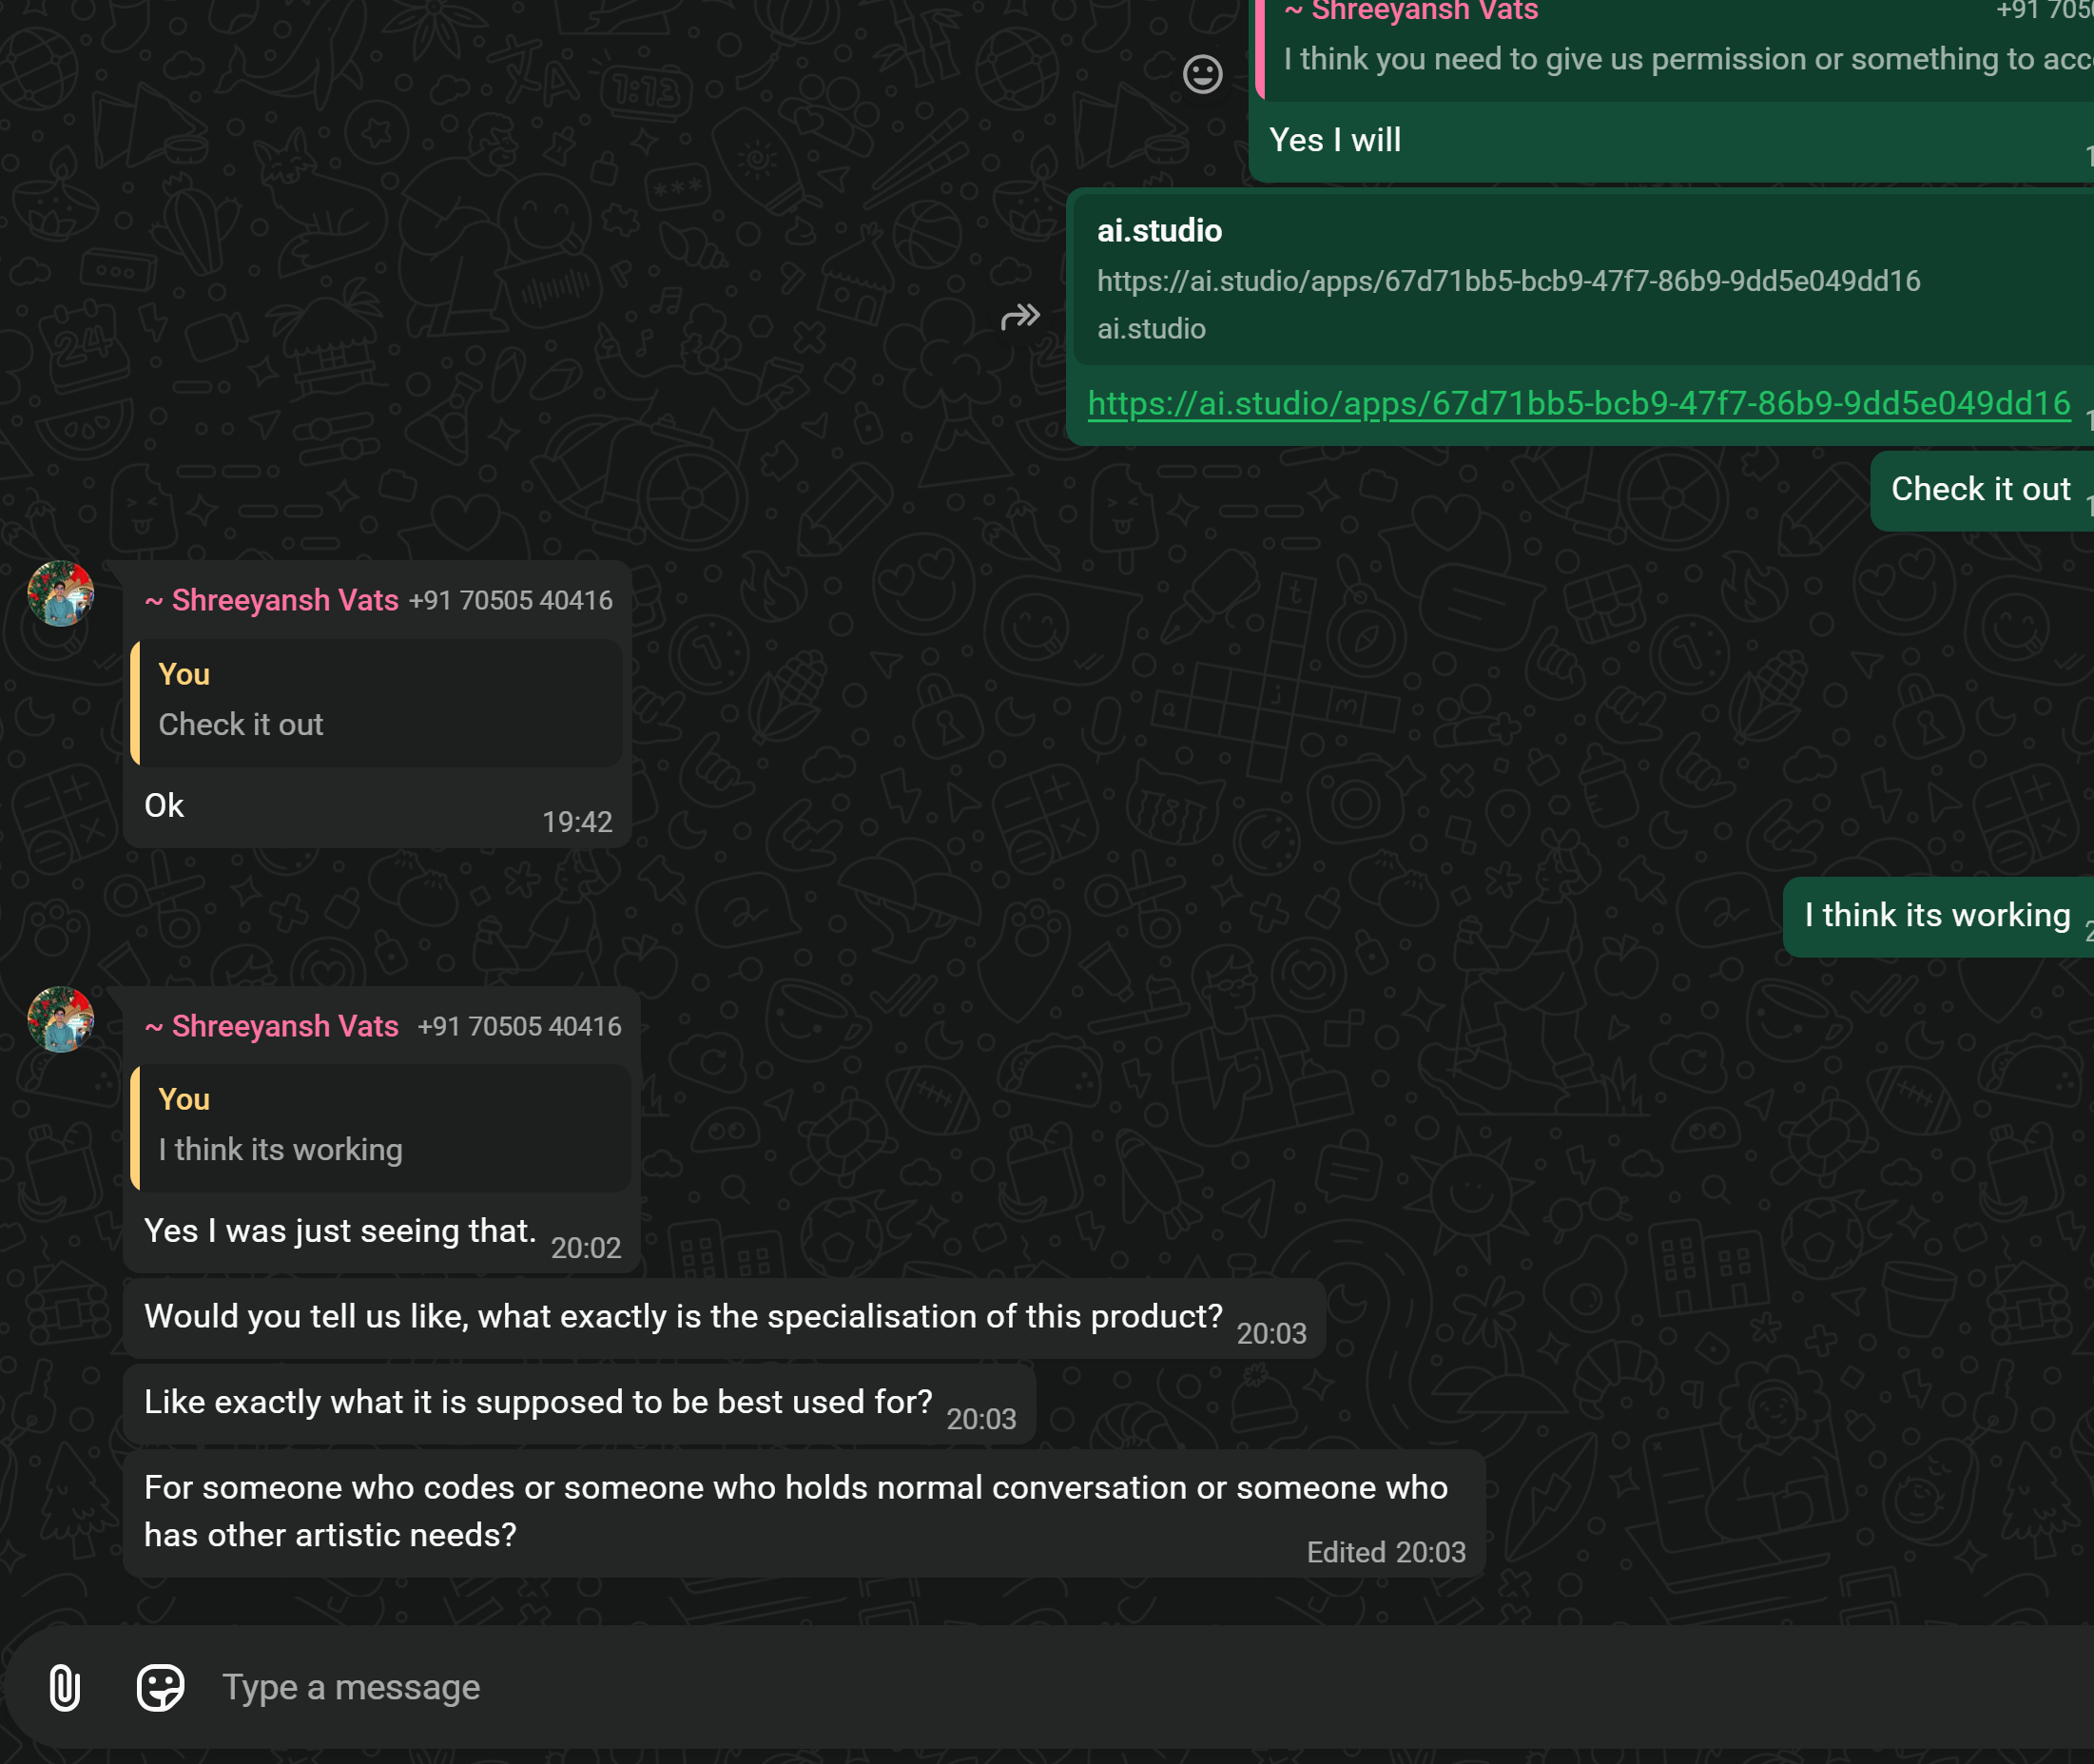 ~ Shreeyansh Vats
I think you need to give us permission or something to
Yes I will
ai.studio
https://ai.studio/apps/67d71bb5-bcb9-47f7-86b9-9dd5e049dd16
ai.studio
https://ai.studio/apps/67d71bb5-bcb9-47f7-86b9-9dd5e049dd16
Check it out
~ Shreeyansh Vats +91 70505 40416
You
Check it out
Ok
19:42
I think its working
~ Shreeyansh Vats +91 70505 40416
You
I think its working
Yes I was just seeing that. 20:02
Would you tell us like, what exactly is the specialisation of this product? 20:03
Like exactly what it is supposed to be best used for? 20:03
For someone who codes or someone who holds normal conversation or someone who
has other artistic needs?
Edited 20:03
Type a message